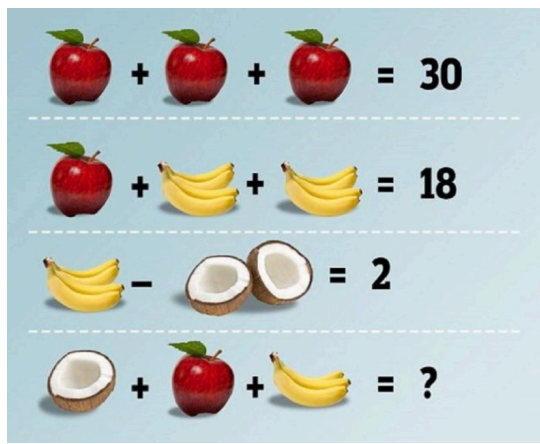 + + = 30
+ + = 18
– = 2
+ + = ?